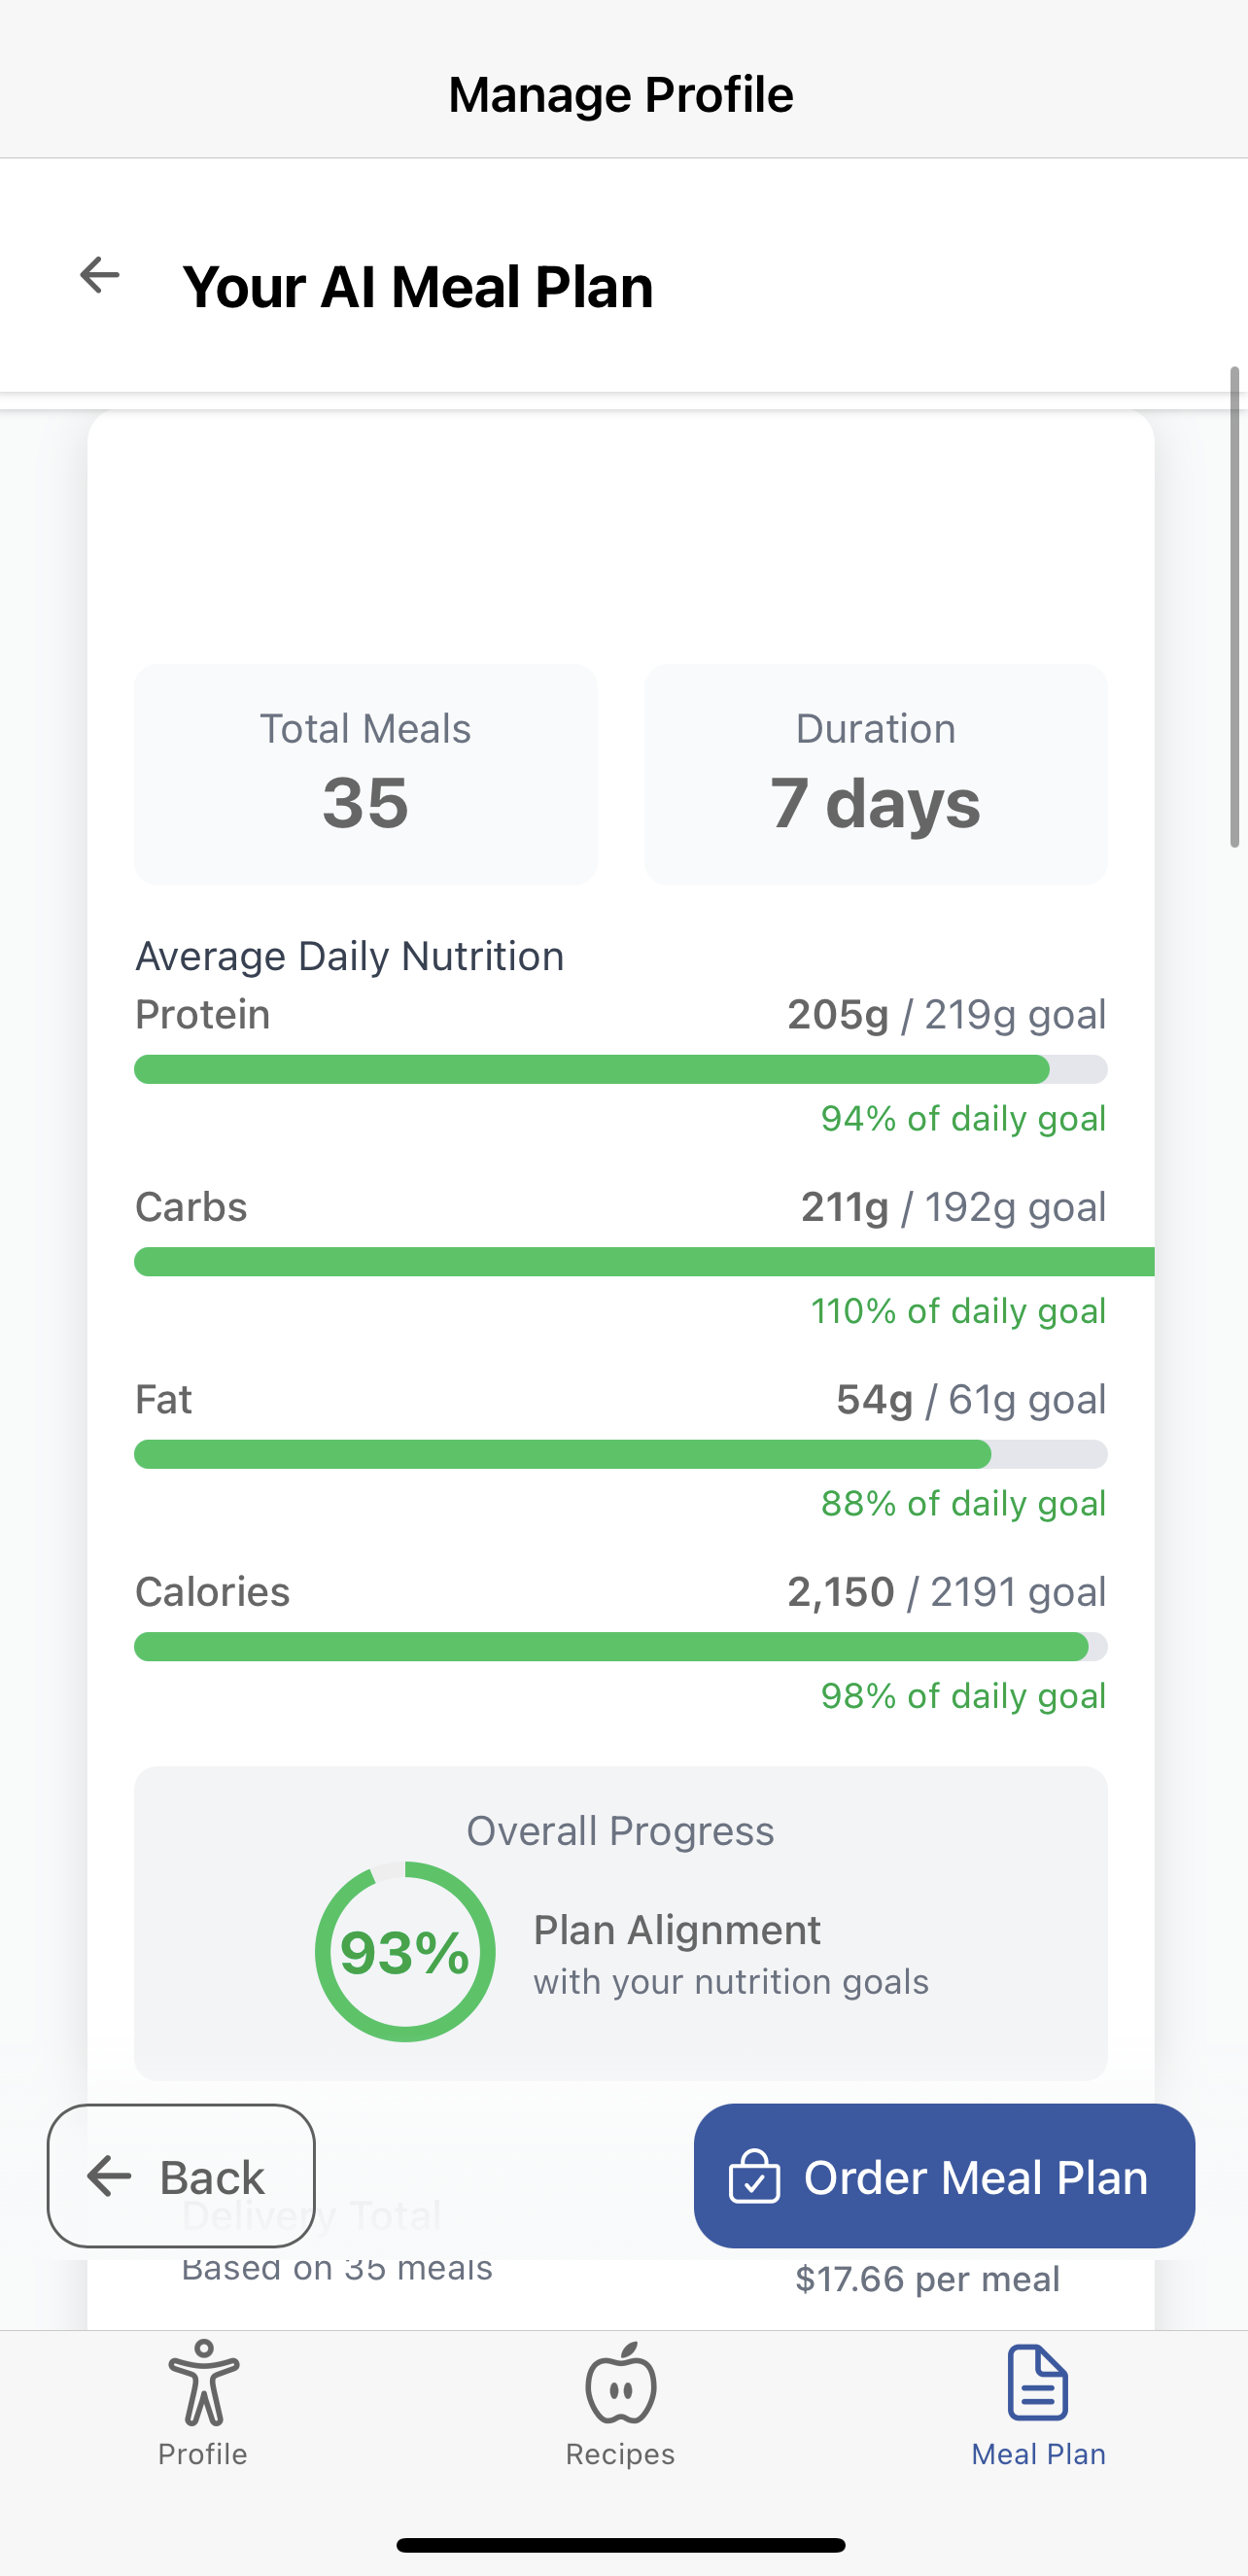 Manage Profile
Your AI Meal Plan
Total Meals
35
Duration
7 days
Average Daily Nutrition
Protein
205g / 219g goal
94% of daily goal
Carbs
211g / 192g goal
110% of daily goal
Fat
54g / 61g goal
88% of daily goal
Calories
2,150 / 2191 goal
98% of daily goal
Overall Progress
93%
Plan Alignment
with your nutrition goals
Back
Order Meal Plan
Delivery Total
Based on 35 meals
$17.66 per meal
Profile
Recipes
Meal Plan